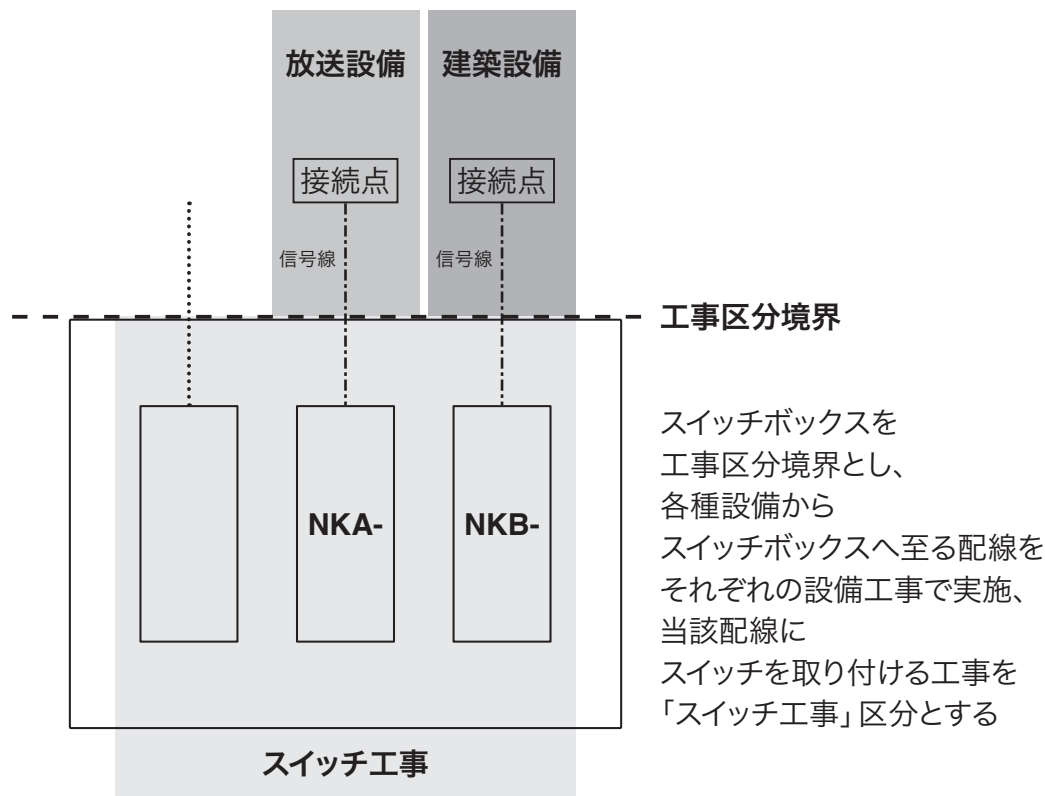 放送設備
建築設備
接続点
接続点
信号線
信号線
工事区分境界
NKA-
NKB-
スイッチボックスを
工事区分境界とし、
各種設備から
スイッチボックスへ至る配線を
それぞれの設備工事で実施、
当該配線に
スイッチを取り付ける工事を
「スイッチ工事」区分とする
スイッチ工事